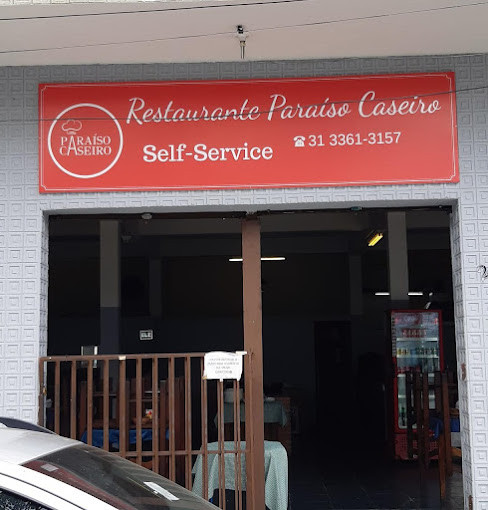 Restaurante Paraíso Caseiro
PARAÍSO
CASEIRO
Self-Service
☎ 31 3361-3157